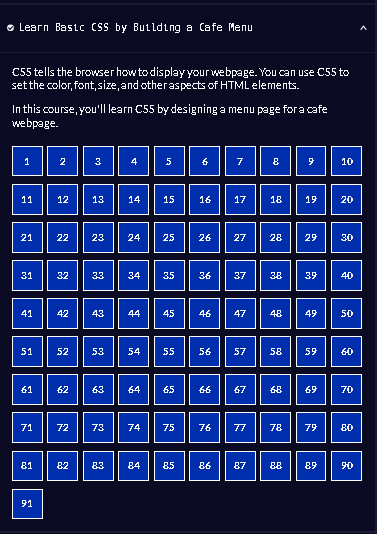 Learn Basic CSS by Building a Cafe Menu
CSS tells the browser how to display your webpage. You can use CSS to
set the color, font, size, and other aspects of HTML elements.
In this course, you'll learn CSS by designing a menu page for a cafe
webpage.
1 2 3 4 5 6 7 8 9 10
11 12 13 14 15 16 17 18 19 20
21 22 23 24 25 26 27 28 29 30
31 32 33 34 35 36 37 38 39 40
41 42 43 44 45 46 47 48 49 50
51 52 53 54 55 56 57 58 59 60
61 62 63 64 65 66 67 68 69 70
71 72 73 74 75 76 77 78 79 80
81 82 83 84 85 86 87 88 89 90
91